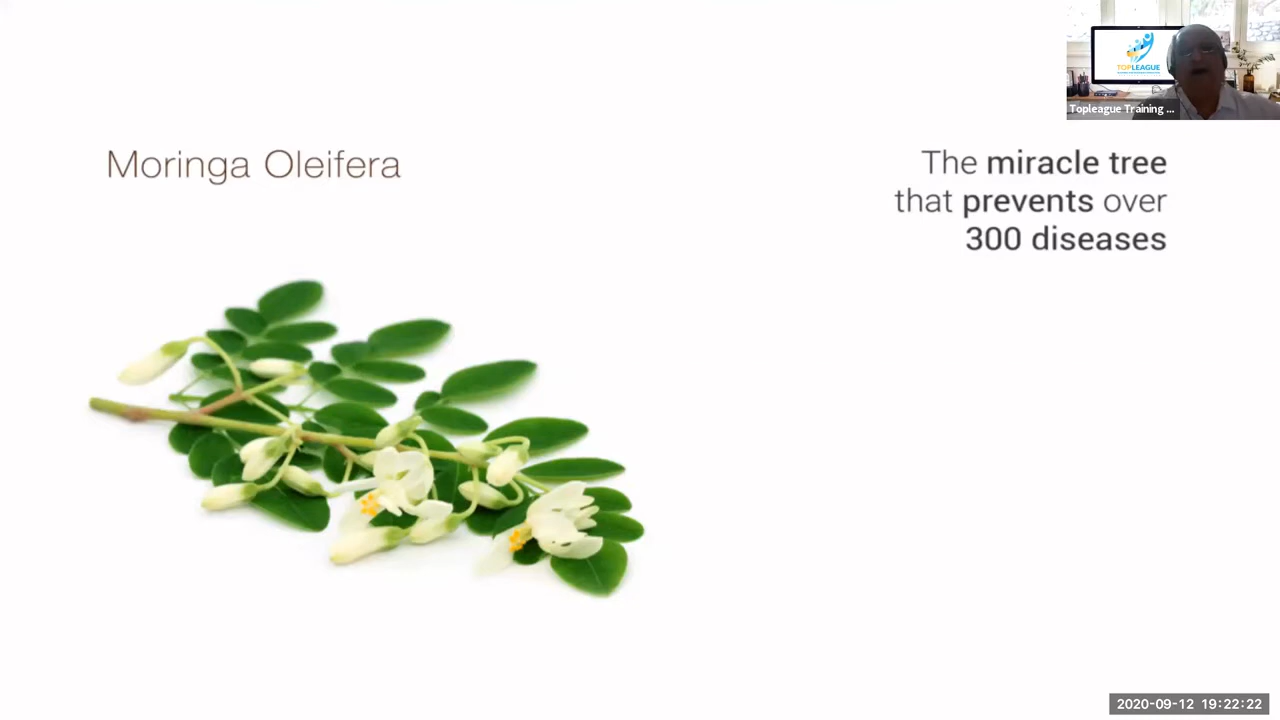 TOPLEAGUE
Topleague Training ...
Moringa Oleifera
The miracle tree
that prevents over
300 diseases
2020-09-12 19:22:22